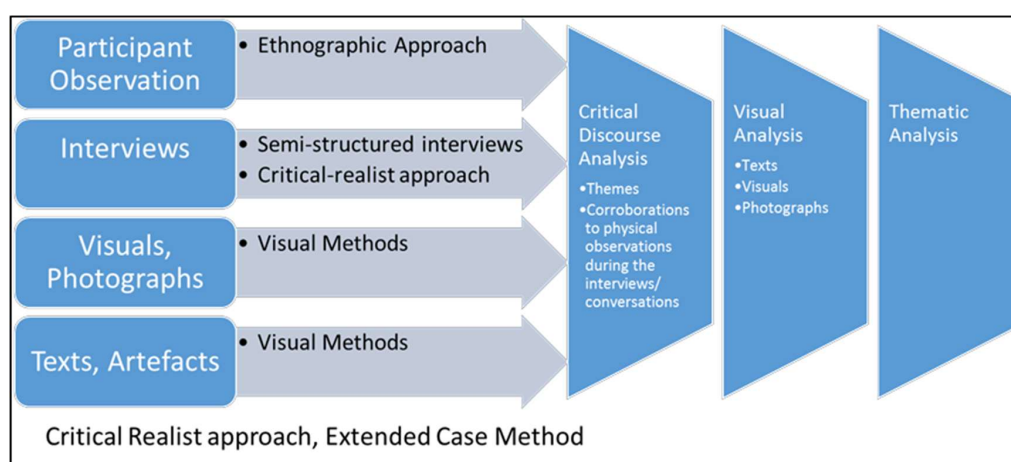 Participant
Observation
• Ethnographic Approach
Interviews
• Semi-structured interviews
• Critical-realist approach
Visuals,
Photographs
• Visual Methods
Texts, Artefacts
• Visual Methods
Critical
Discourse
Analysis
•Themes
•Corroborations
to physical
observations
during the
interviews/
conversations
Visual
Analysis
•Texts
•Visuals
•Photographs
Thematic
Analysis
Critical Realist approach, Extended Case Method